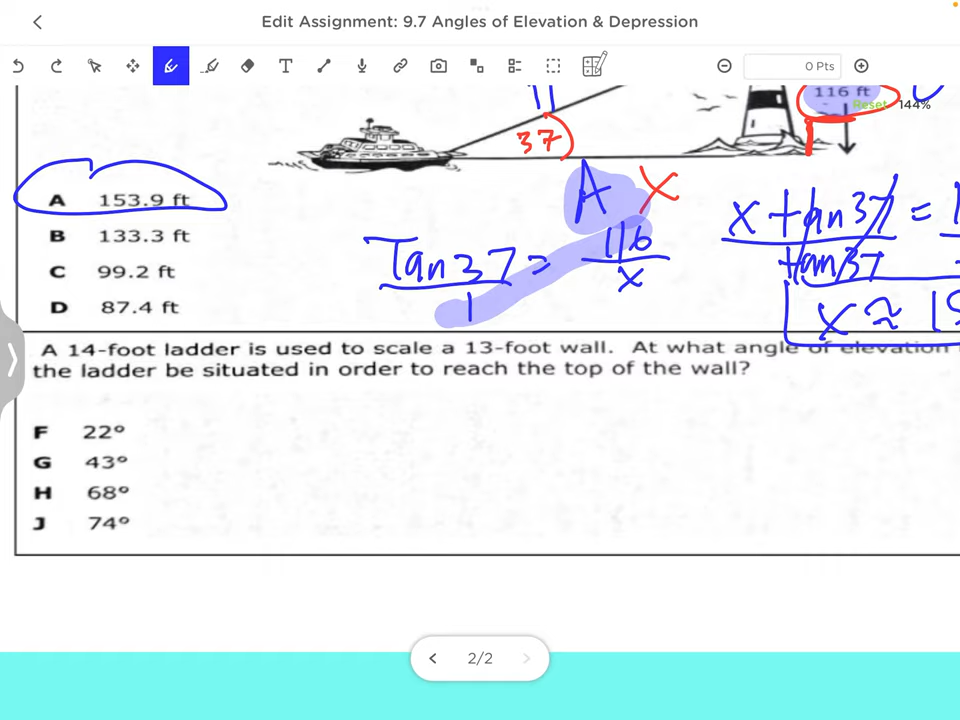 Edit Assignment: 9.7 Angles of Elevation & Depression
T
0 Pts
116 ft
Reset
144%
37
A X
A 153.9 ft
B 133.3 ft
C 99.2 ft
D 87.4 ft
Tan 37 = 116
1 x
x tan 37 =
tan 37
x ≈
A 14-foot ladder is used to scale a 13-foot wall. At what angle of elevation
the ladder be situated in order to reach the top of the wall?
F 22°
G 43°
H 68°
J 74°
2/2